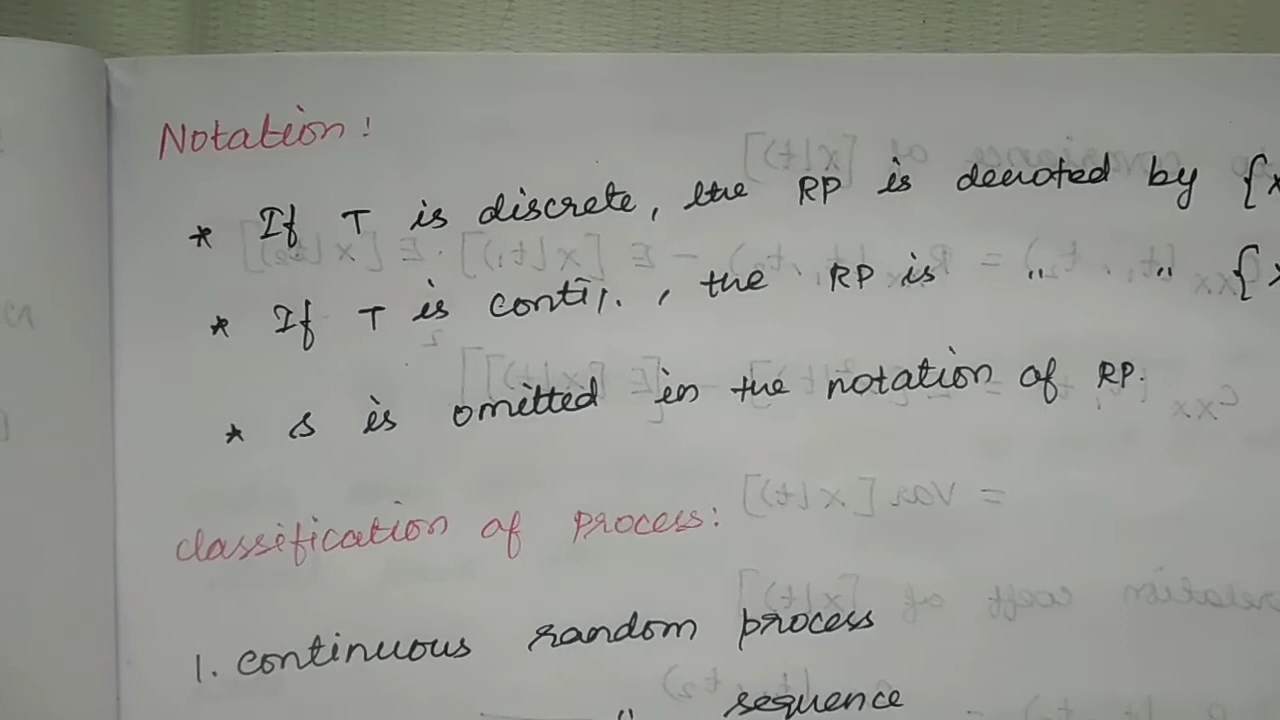 Notation:
* If T is discrete, the RP is denoted by {x
* If T is conti/., the RP is " " {x
* s is omitted in the notation of RP.
classification of process:
1. continuous random process
" sequence